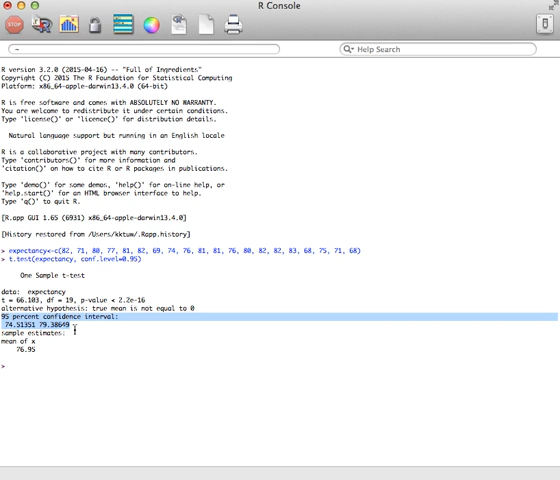 R Console
STOP
Help Search
R version 3.2.0 (2015-04-16) -- "Full of Ingredients"
Copyright (C) 2015 The R Foundation for Statistical Computing
Platform: x86_64-apple-darwin13.4.0 (64-bit)
R is free software and comes with ABSOLUTELY NO WARRANTY.
You are welcome to redistribute it under certain conditions.
Type 'license()' or 'licence()' for distribution details.
Natural language support but running in an English locale
R is a collaborative project with many contributors.
Type 'contributors()' for more information and
'citation()' on how to cite R or R packages in publications.
Type 'demo()' for some demos, 'help()' for on-line help, or
'help.start()' for an HTML browser interface to help.
Type 'q()' to quit R.
[R.app GUI 1.65 (6931) x86_64-apple-darwin13.4.0]
[History restored from /Users/kktuw/.Rapp.history]
> expectancy<-c(82, 71, 80, 77, 81, 82, 69, 74, 76, 81, 81, 76, 80, 82, 82, 83, 68, 75, 71, 68)
> t.test(expectancy, conf.level=0.95)
One Sample t-test
data: expectancy
t = 66.103, df = 19, p-value < 2.2e-16
alternative hypothesis: true mean is not equal to 0
95 percent confidence interval:
74.51351 79.38649
sample estimates:
mean of x
76.95
>